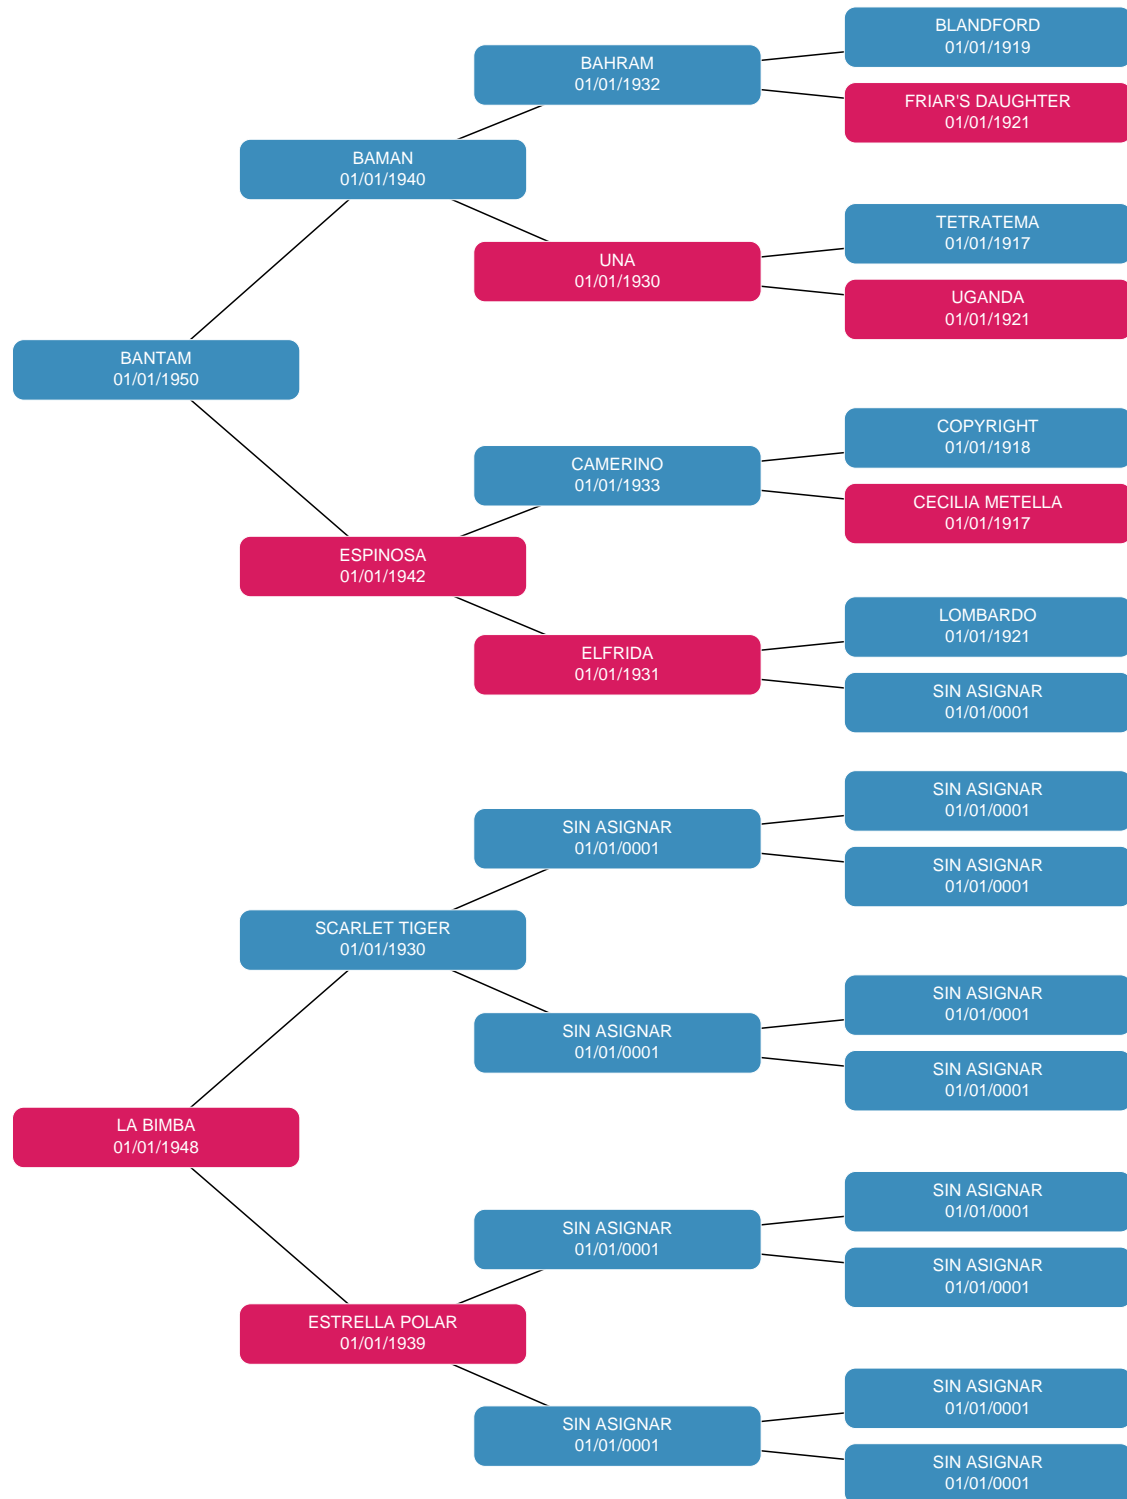 BLANDFORD
01/01/1919
BAHRAM
01/01/1932
FRIAR'S DAUGHTER
01/01/1921
BAMAN
01/01/1940
TETRATEMA
01/01/1917
UNA
01/01/1930
UGANDA
01/01/1921
BANTAM
01/01/1950
COPYRIGHT
01/01/1918
CAMERINO
01/01/1933
CECILIA METELLA
01/01/1917
ESPINOSA
01/01/1942
LOMBARDO
01/01/1921
ELFRIDA
01/01/1931
SIN ASIGNAR
01/01/0001
SIN ASIGNAR
01/01/0001
SIN ASIGNAR
01/01/0001
SIN ASIGNAR
01/01/0001
SCARLET TIGER
01/01/1930
SIN ASIGNAR
01/01/0001
SIN ASIGNAR
01/01/0001
SIN ASIGNAR
01/01/0001
LA BIMBA
01/01/1948
SIN ASIGNAR
01/01/0001
SIN ASIGNAR
01/01/0001
SIN ASIGNAR
01/01/0001
ESTRELLA POLAR
01/01/1939
SIN ASIGNAR
01/01/0001
SIN ASIGNAR
01/01/0001
SIN ASIGNAR
01/01/0001